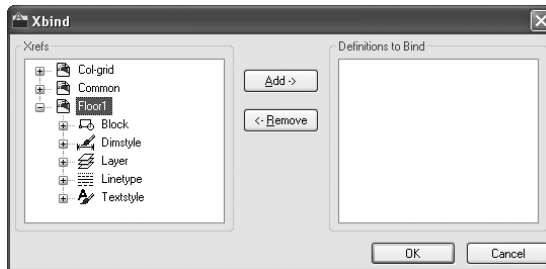 Xbind
Xrefs
Col-grid
Common
Floor1
Block
Dimstyle
Layer
Linetype
Textstyle
Add ->
<- Remove
Definitions to Bind
OK
Cancel